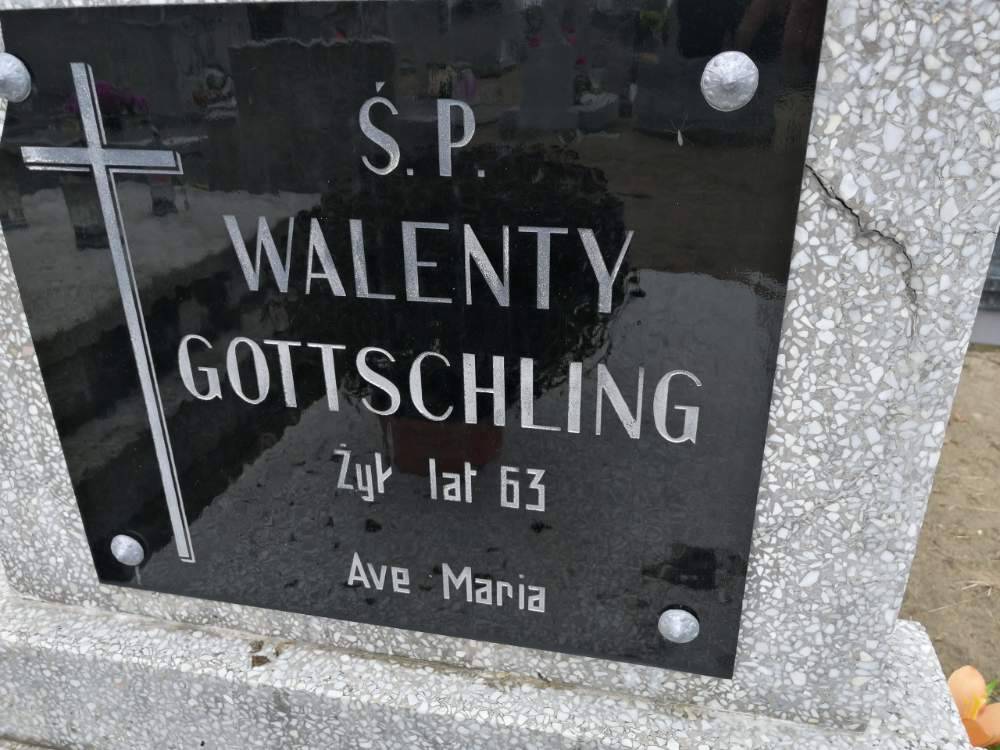 Ś.P.
WALENTY
GOTTSCHLING
Żył lat 63
Ave Maria